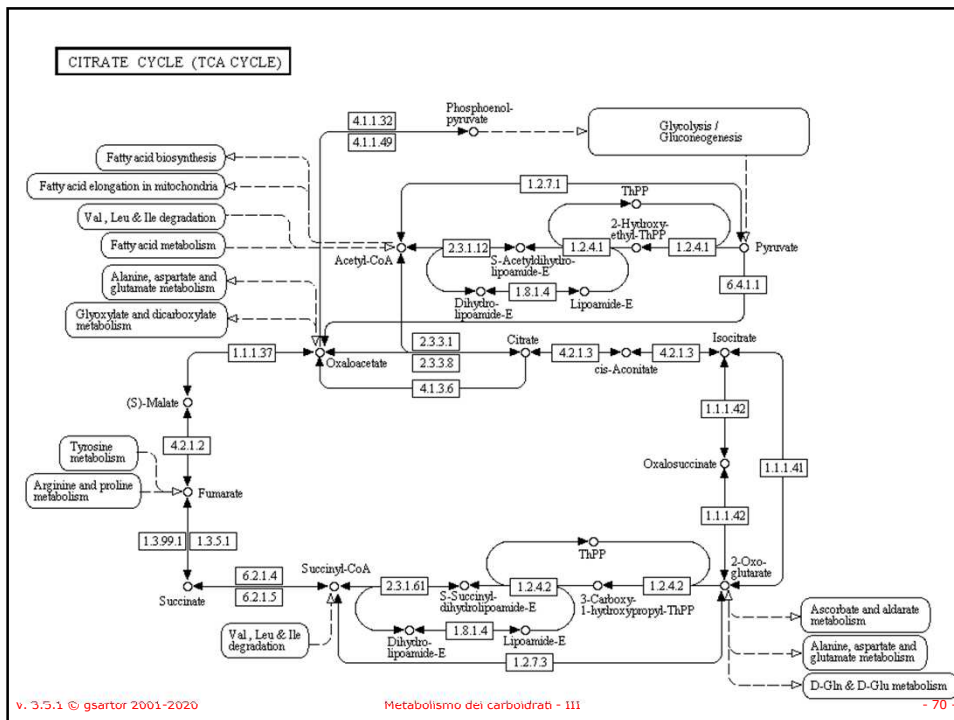 CITRATE CYCLE (TCA CYCLE)
Phosphoenol-
pyruvate
4.1.1.32
4.1.1.49
Glycolysis /
Gluconeogenesis
Fatty acid biosynthesis
Fatty acid elongation in mitochondria
Val , Leu & Ile degradation
Fatty acid metabolism
Alanine, aspartate and
glutamate metabolism
Glyoxylate and dicarboxylate
metabolism
1.2.7.1
ThPP
2-Hydroxy-
ethyl-ThPP
Acetyl-CoA
2.3.1.12
S-Acetyldihydro-
lipoamide-E
1.2.4.1
1.2.4.1
Pyruvate
Dihydro-
lipoamide-E
1.8.1.4
Lipoamide-E
6.4.1.1
1.1.1.37
Oxaloacetate
2.3.3.1
2.3.3.8
4.1.3.6
Citrate
4.2.1.3
cis-Aconitate
4.2.1.3
Isocitrate
(S)-Malate
1.1.1.42
4.2.1.2
Tyrosine
metabolism
Arginine and proline
metabolism
Fumarate
Oxalosuccinate
1.1.1.41
1.1.1.42
1.3.99.1
1.3.5.1
ThPP
Succinate
6.2.1.4
6.2.1.5
Succinyl-CoA
2.3.1.61
S-Succinyl-
dihydrolipoamide-E
1.2.4.2
3-Carboxy-
1-hydroxypropyl-ThPP
1.2.4.2
2-Oxo-
glutarate
Val , Leu & Ile
degradation
Dihydro-
lipoamide-E
1.8.1.4
Lipoamide-E
1.2.7.3
Ascorbate and aldarate
metabolism
Alanine, aspartate and
glutamate metabolism
D-Gln & D-Glu metabolism
v. 3.5.1 © gsartor 2001-2020
Metabolismo dei carboidrati - III
- 70 -